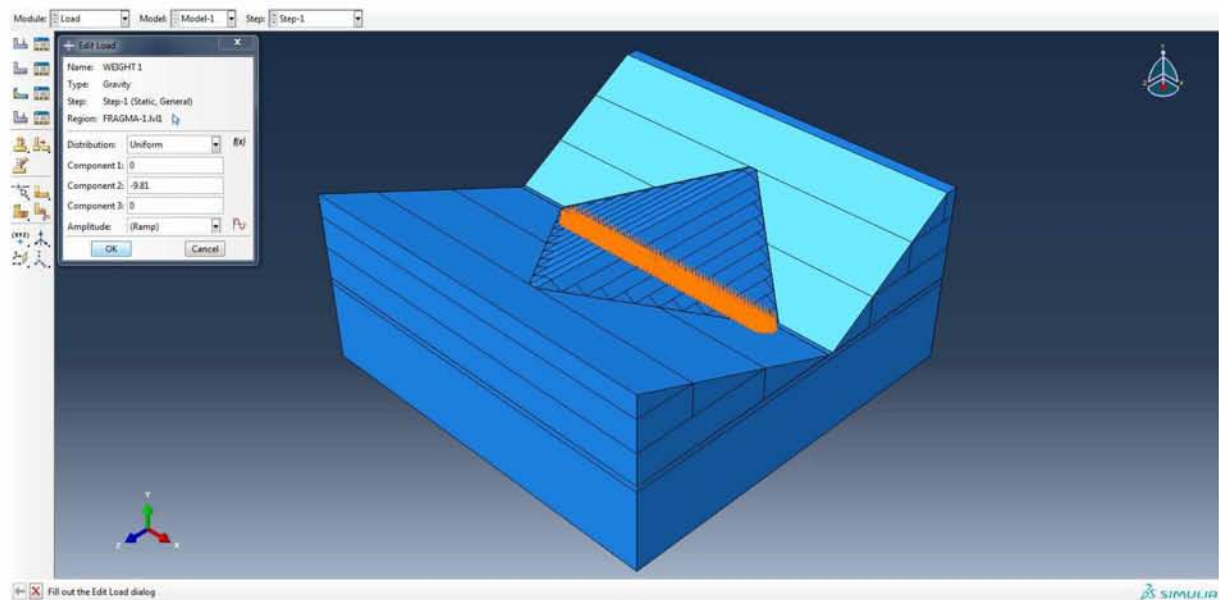 Module: Load Model: Model-1 Step: Step-1
Edit Load
Name: WEIGHT 1
Type: Gravity
Step: Step-1 (Static, General)
Region: FRAGMA-1.lvl1
Distribution: Uniform f(x)
Component 1: 0
Component 2: -9.81
Component 3: 0
Amplitude: (Ramp)
OK Cancel
Y
Z X
Fill out the Edit Load dialog
SIMULIA